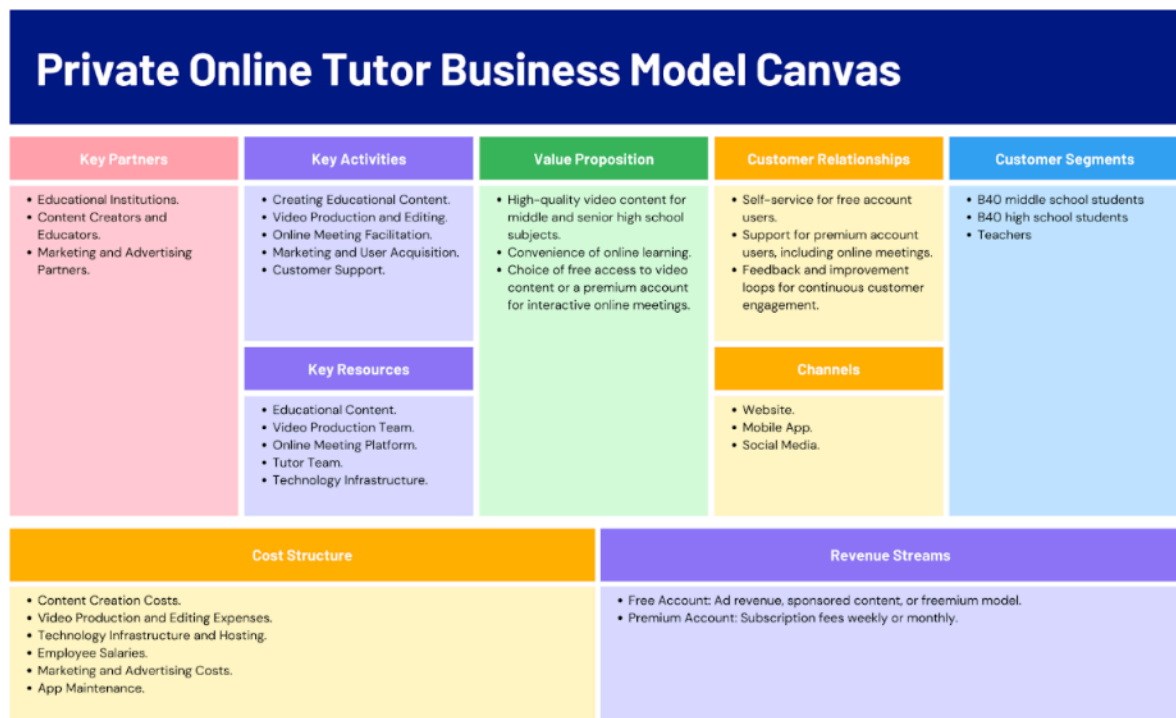 Private Online Tutor Business Model Canvas
Key Partners
• Educational Institutions.
• Content Creators and
Educators.
• Marketing and Advertising
Partners.
Key Activities
• Creating Educational Content.
• Video Production and Editing.
• Online Meeting Facilitation.
• Marketing and User Acquisition.
• Customer Support.
Key Resources
• Educational Content.
• Video Production Team.
• Online Meeting Platform.
• Tutor Team.
• Technology Infrastructure.
Value Proposition
• High-quality video content for
middle and senior high school
subjects.
• Convenience of online learning.
• Choice of free access to video
content or a premium account
for interactive online meetings.
Customer Relationships
• Self-service for free account
users.
• Support for premium account
users, including online meetings.
• Feedback and improvement
loops for continuous customer
engagement.
Channels
• Website.
• Mobile App.
• Social Media.
Customer Segments
• B40 middle school students
• B40 high school students
• Teachers
Cost Structure
• Content Creation Costs.
• Video Production and Editing Expenses.
• Technology Infrastructure and Hosting.
• Employee Salaries.
• Marketing and Advertising Costs.
• App Maintenance.
Revenue Streams
• Free Account: Ad revenue, sponsored content, or freemium model.
• Premium Account: Subscription fees weekly or monthly.